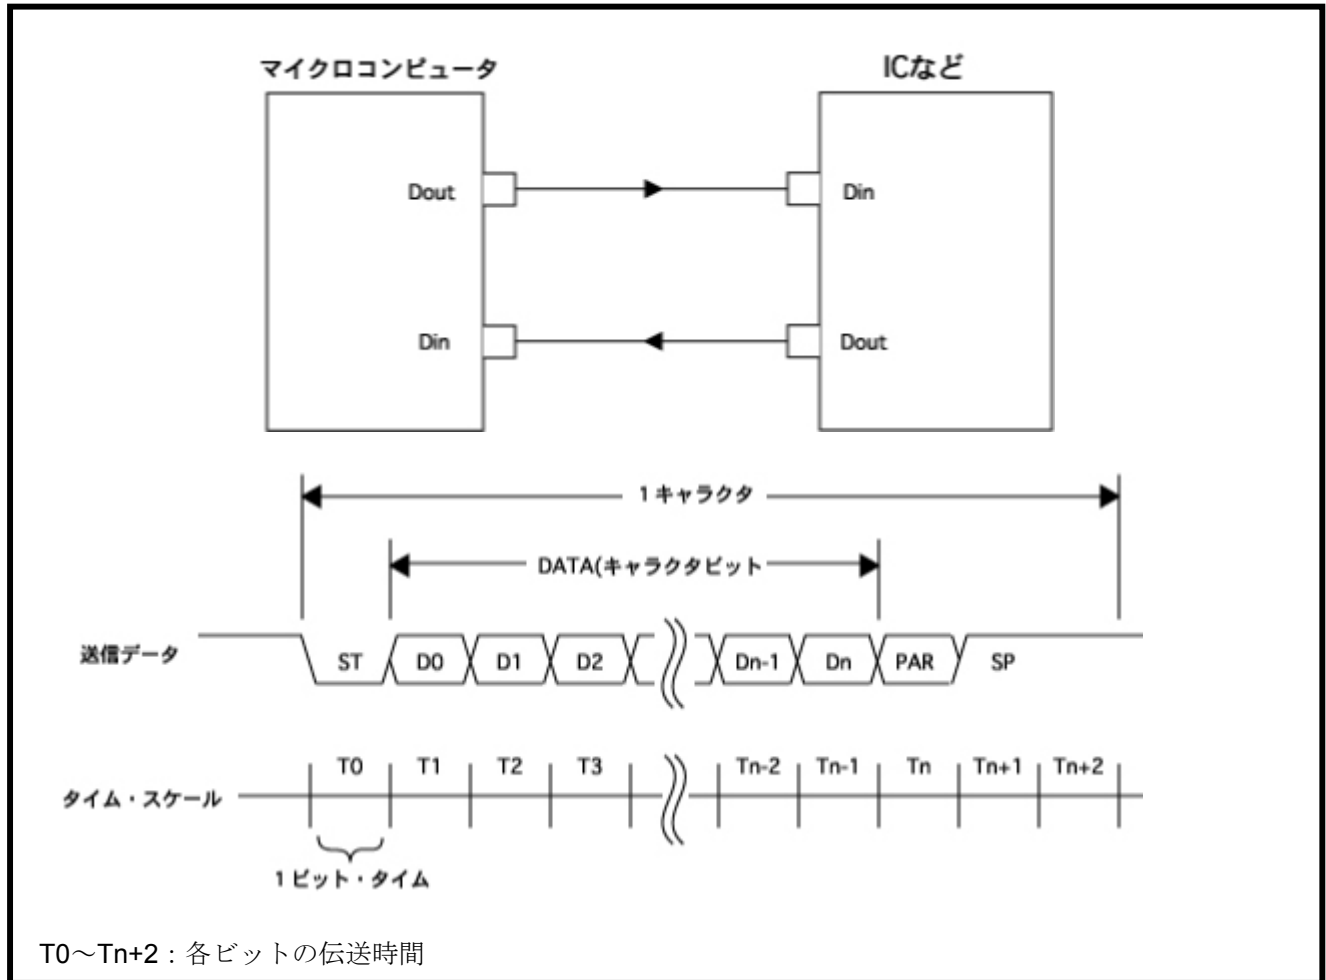 マイクロコンピュータ
ICなど
Dout
Din
Din
Dout
1キャラクタ
DATA(キャラクタビット
送信データ
ST D0 D1 D2 Dn-1 Dn PAR SP
T0 T1 T2 T3 Tn-2 Tn-1 Tn Tn+1 Tn+2
タイム・スケール
1ビット・タイム
T0～Tn+2：各ビットの伝送時間